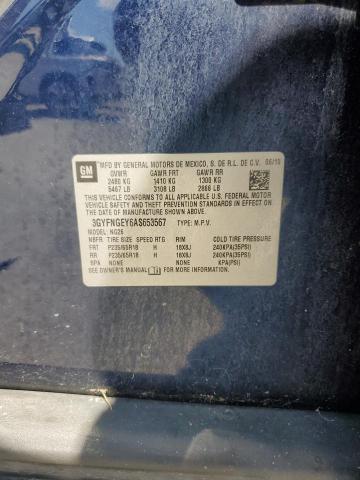 GM
MFD BY GENERAL MOTORS DE MEXICO, S. DE R.L. DE C.V. 06/10
GVWR GAWR FRT GAWR RR
2480 KG 1410 KG 1300 KG
5467 LB 3108 LB 2866 LB
THIS VEHICLE CONFORMS TO ALL APPLICABLE U.S. FEDERAL MOTOR
VEHICLE SAFETY STANDARDS IN EFFECT ON THE DATE OF
MANUFACTURE SHOWN ABOVE.
3GYFNGEY6AS653567 TYPE: M.P.V.
MODEL: NG26
NBFR: TIRE SIZE SPEED RTG RIM COLD TIRE PRESSURE
FRT P235/65R18 H 18X8J 240KPA(35PSI)
RR P235/65R18 H 18X8J 240KPA(35PSI)
SPA NONE NONE KPA(PSI)
SEE OWNER'S MANUAL FOR MORE INFORMATION.